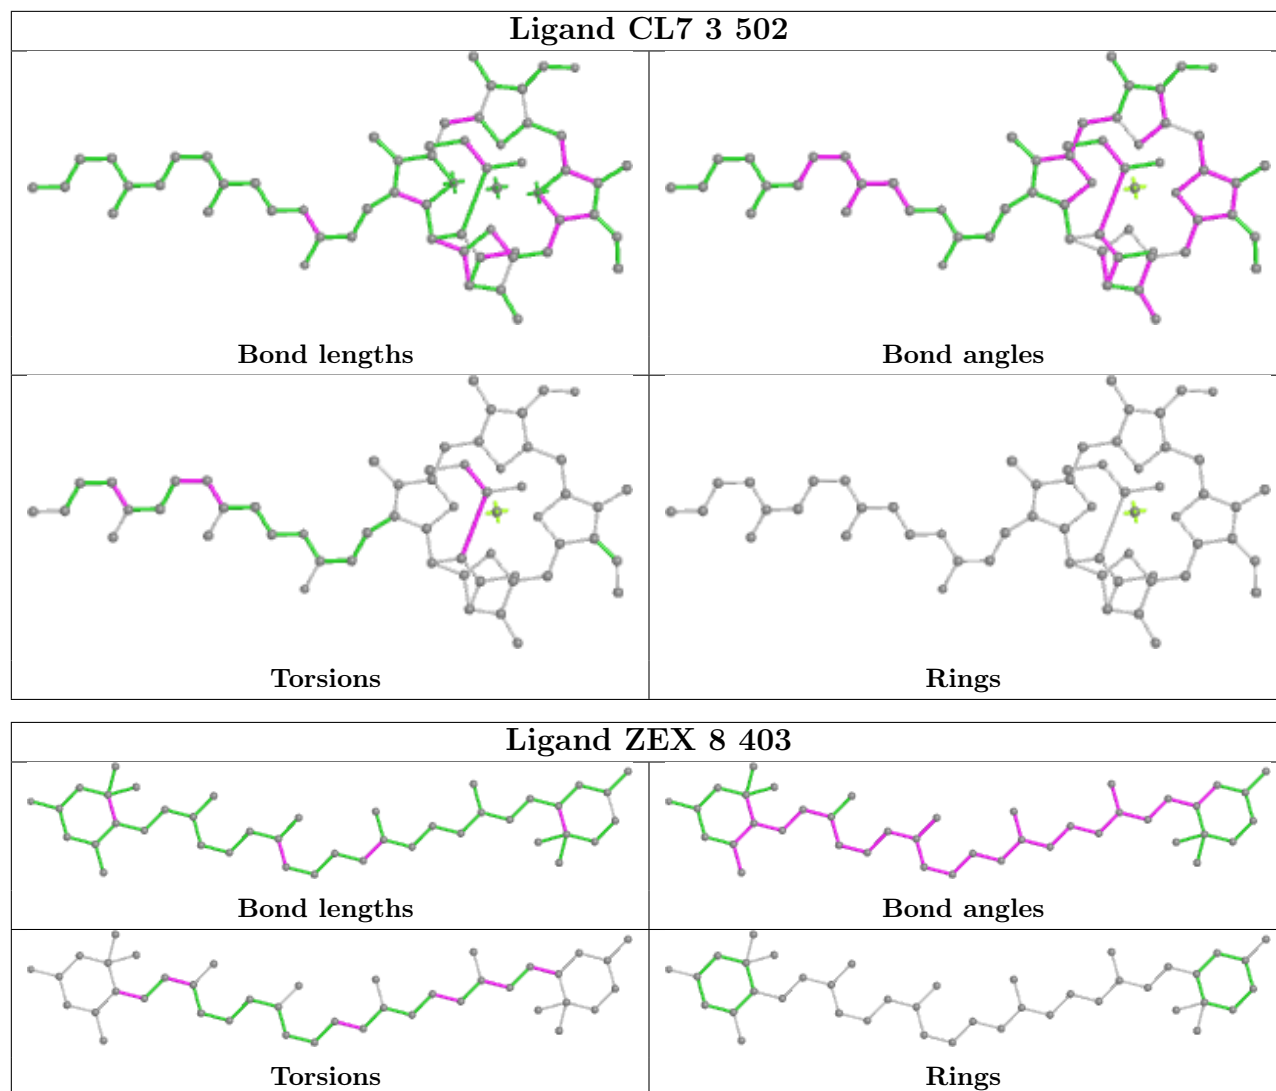 Ligand CL7 3 502
Bond lengths
Bond angles
Torsions
Rings
Ligand ZEX 8 403
Bond lengths
Bond angles
Torsions
Rings